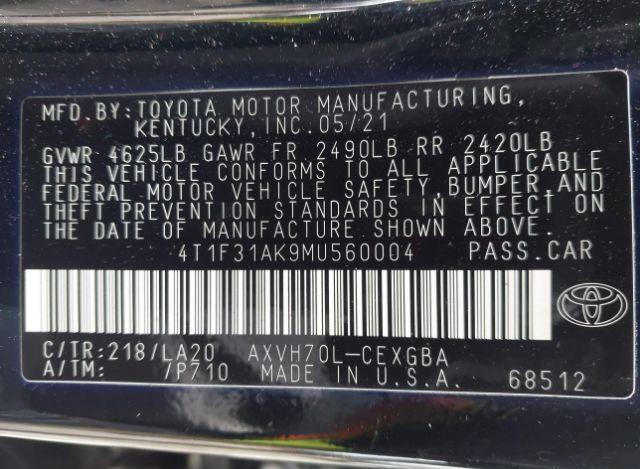 MFD.BY:TOYOTA MOTOR MANUFACTURING,
KENTUCKY,INC.05/21
GVWR 4625LB GAWR FR 2490LB RR 2420LB
THIS VEHICLE CONFORMS TO ALL APPLICABLE
FEDERAL MOTOR VEHICLE SAFETY,BUMPER,AND
THEFT PREVENTION STANDARDS IN EFFECT ON
THE DATE OF MANUFACTURE SHOWN ABOVE.
4T1F31AK9MU560004 PASS.CAR
C/TR:218/LA20 AXVH70L-CEXGBA
A/TM: /P710 MADE IN U.S.A. 68512